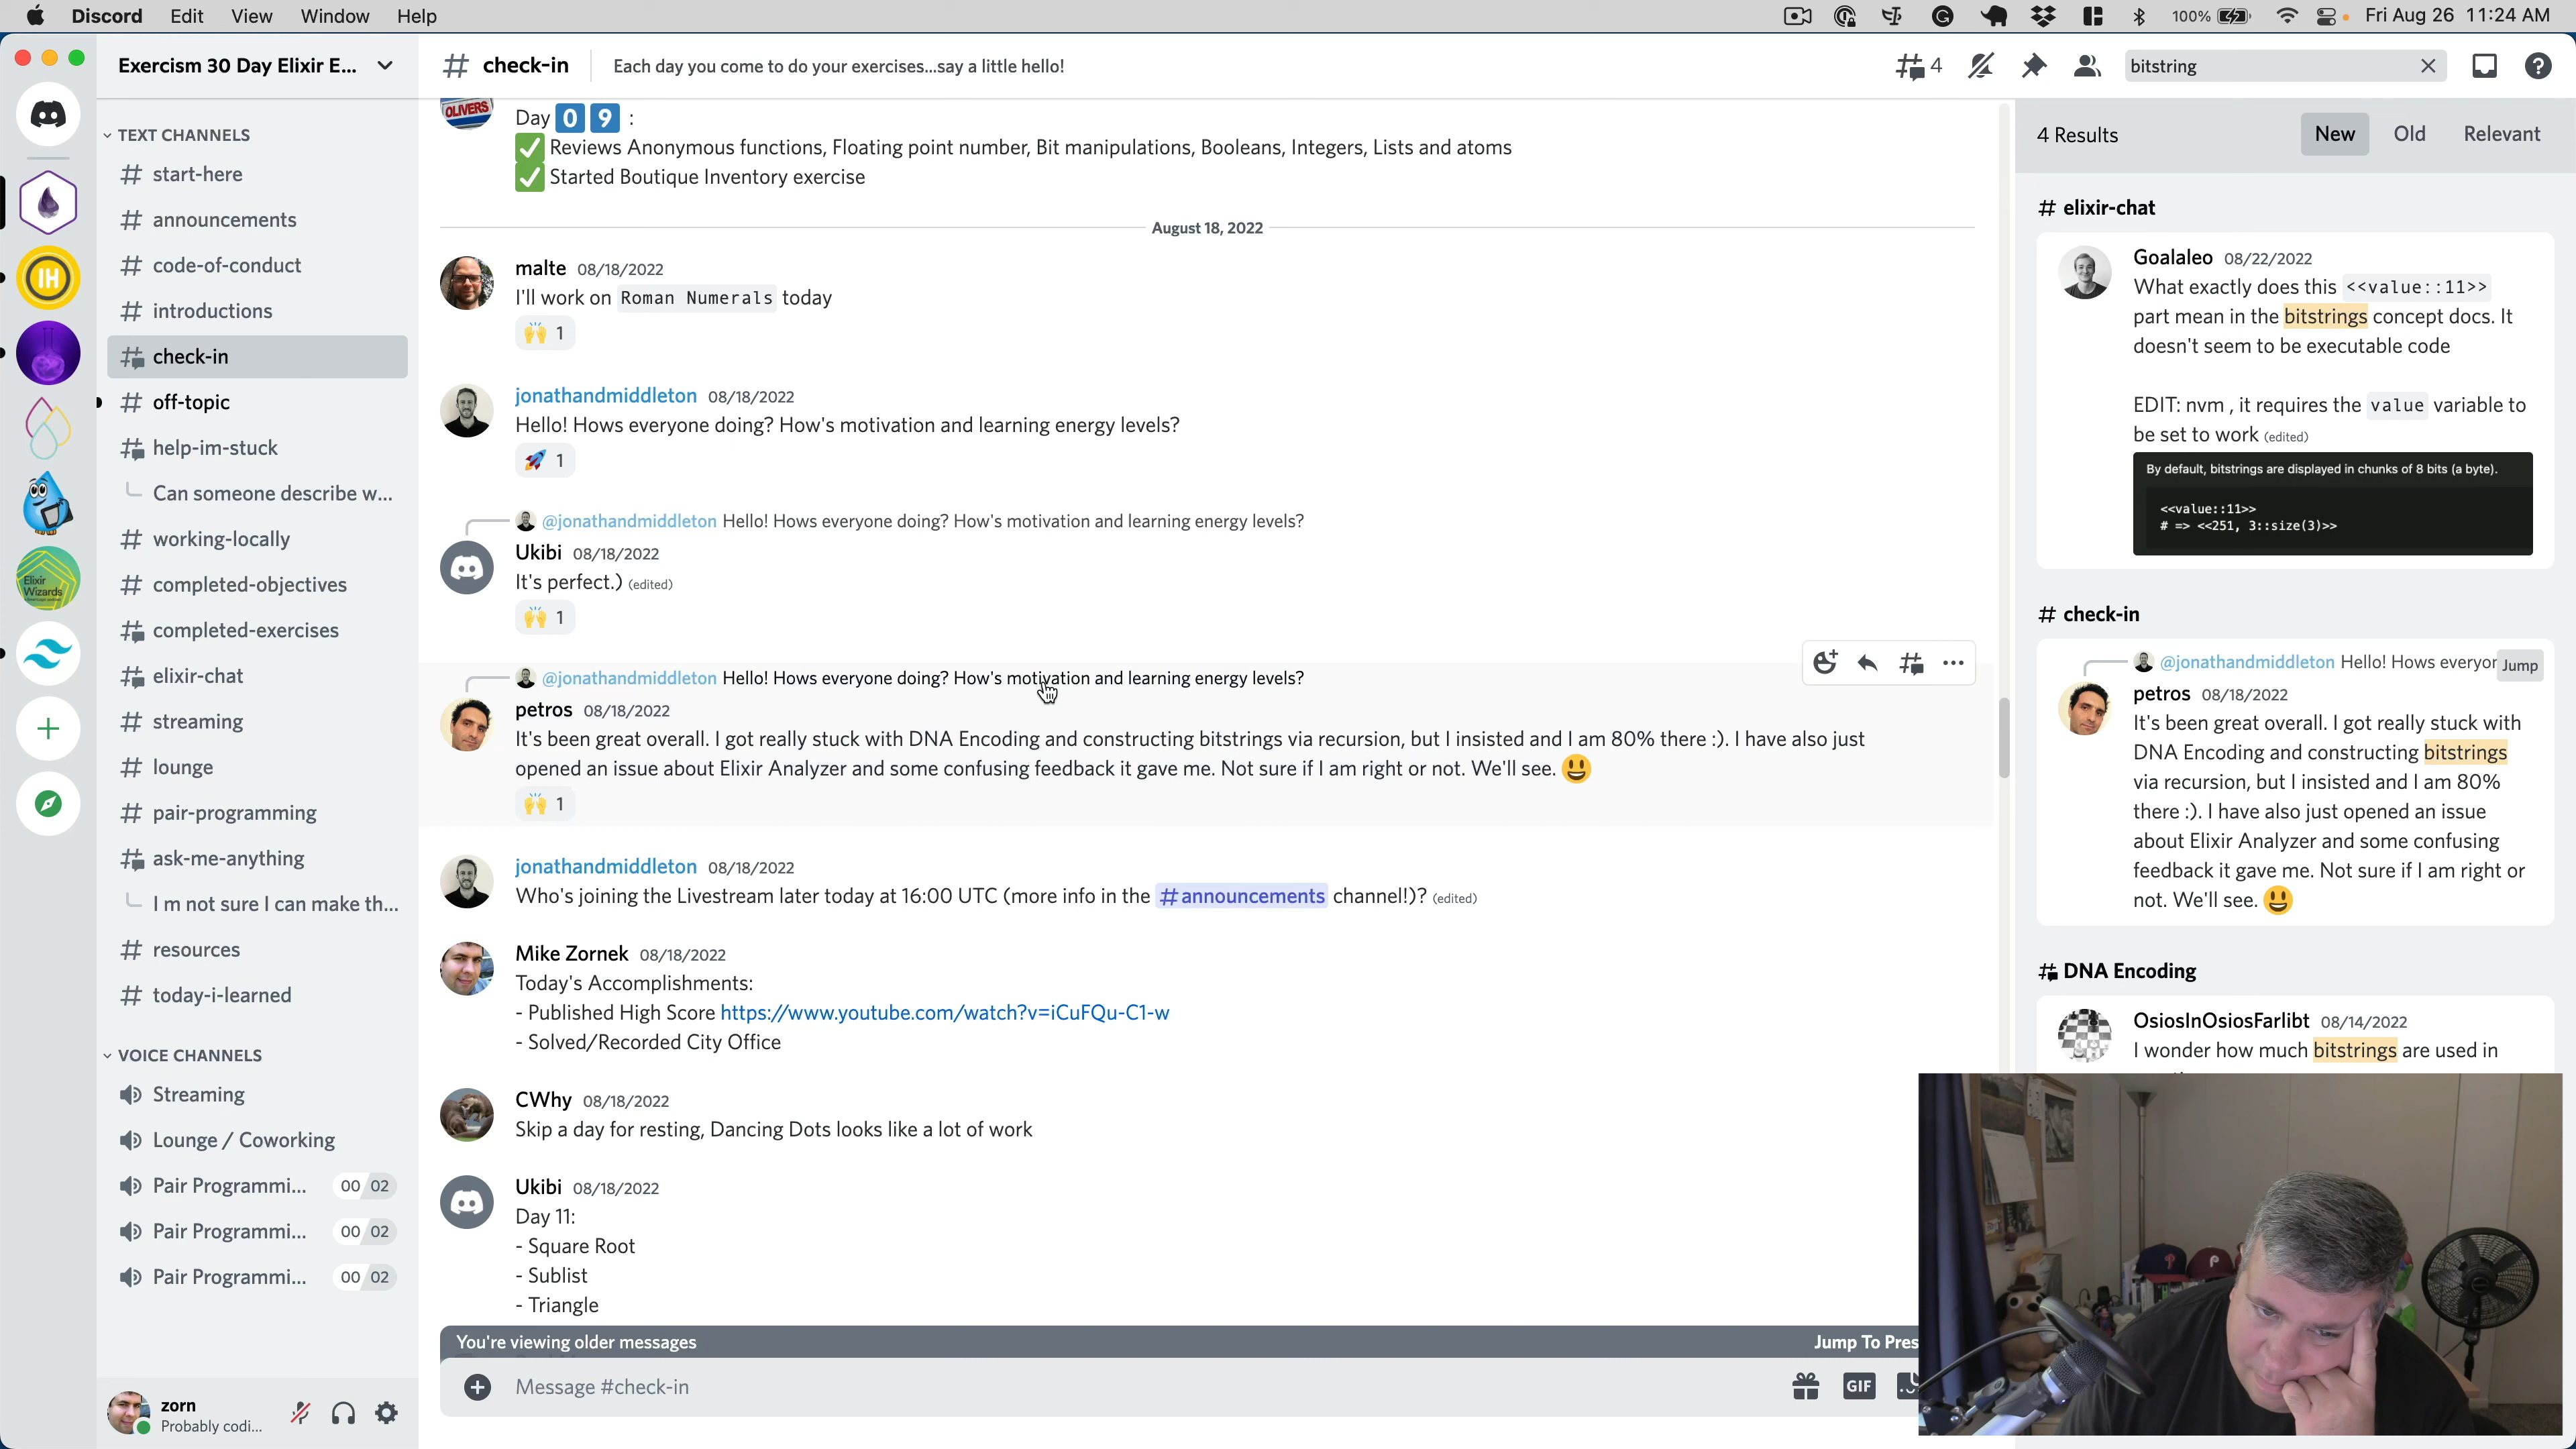 Discord Edit View Window Help
100% Fri Aug 26 11:24 AM
Exercism 30 Day Elixir E...
check-in
Each day you come to do your exercises...say a little hello!
4
bitstring
TEXT CHANNELS
start-here
announcements
code-of-conduct
introductions
check-in
off-topic
help-im-stuck
Can someone describe w...
working-locally
completed-objectives
completed-exercises
elixir-chat
streaming
lounge
pair-programming
ask-me-anything
I m not sure I can make th...
resources
today-i-learned
VOICE CHANNELS
Streaming
Lounge / Coworking
Pair Programmi... 00 02
Pair Programmi... 00 02
Pair Programmi... 00 02
zorn
Probably codi...
IH
Elixir
Wizards
OLIVERS
Day 0 9 :
✅ Reviews Anonymous functions, Floating point number, Bit manipulations, Booleans, Integers, Lists and atoms
✅ Started Boutique Inventory exercise
August 18, 2022
malte 08/18/2022
I'll work on Roman Numerals today
🙌 1
jonathandmiddleton 08/18/2022
Hello! Hows everyone doing? How's motivation and learning energy levels?
🚀 1
@jonathandmiddleton Hello! Hows everyone doing? How's motivation and learning energy levels?
Ukibi 08/18/2022
It's perfect.) (edited)
🙌 1
@jonathandmiddleton Hello! Hows everyone doing? How's motivation and learning energy levels?
petros 08/18/2022
It's been great overall. I got really stuck with DNA Encoding and constructing bitstrings via recursion, but I insisted and I am 80% there :). I have also just
opened an issue about Elixir Analyzer and some confusing feedback it gave me. Not sure if I am right or not. We'll see. 😃
🙌 1
jonathandmiddleton 08/18/2022
Who's joining the Livestream later today at 16:00 UTC (more info in the #announcements channel!)? (edited)
Mike Zornek 08/18/2022
Today's Accomplishments:
- Published High Score https://www.youtube.com/watch?v=iCuFQu-C1-w
- Solved/Recorded City Office
CWhy 08/18/2022
Skip a day for resting, Dancing Dots looks like a lot of work
Ukibi 08/18/2022
Day 11:
- Square Root
- Sublist
- Triangle
You're viewing older messages Jump To Pres
Message #check-in
GIF
4 Results New Old Relevant
# elixir-chat
Goalaleo 08/22/2022
What exactly does this <<value::11>>
part mean in the bitstrings concept docs. It
doesn't seem to be executable code
EDIT: nvm , it requires the value variable to
be set to work (edited)
By default, bitstrings are displayed in chunks of 8 bits (a byte).
<<value::11>>
# => <<251, 3::size(3)>>
# check-in
@jonathandmiddleton Hello! Hows everyor Jump
petros 08/18/2022
It's been great overall. I got really stuck with
DNA Encoding and constructing bitstrings
via recursion, but I insisted and I am 80%
there :). I have also just opened an issue
about Elixir Analyzer and some confusing
feedback it gave me. Not sure if I am right or
not. We'll see. 😃
DNA Encoding
OsiosInOsiosFarlibt 08/14/2022
I wonder how much bitstrings are used in